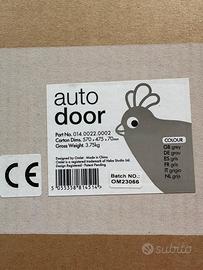 auto
door
Part no. 014.0022.0002
Carton Dims. 570 x 475 x 70mm
Gross Weight: 3.75kg
Designed by Omlet. Made in China
Omlet is a registered trademark of Hebe Studio Ltd
Registered Design - Patent Pending
Batch NO.:
OM23066
COLOUR
GB grey
DE grau
ES gris
FR gris
IT grigio
NL grijs
CE
subito